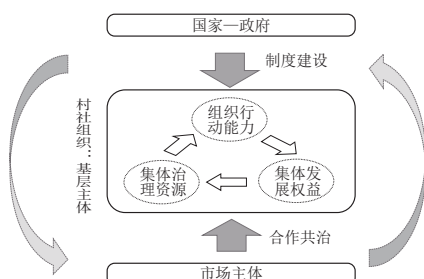 国家—政府
制度建设
村社组织：基层主体
组织行
动能力
集体治
理资源
集体发
展权益
合作共治
市场主体